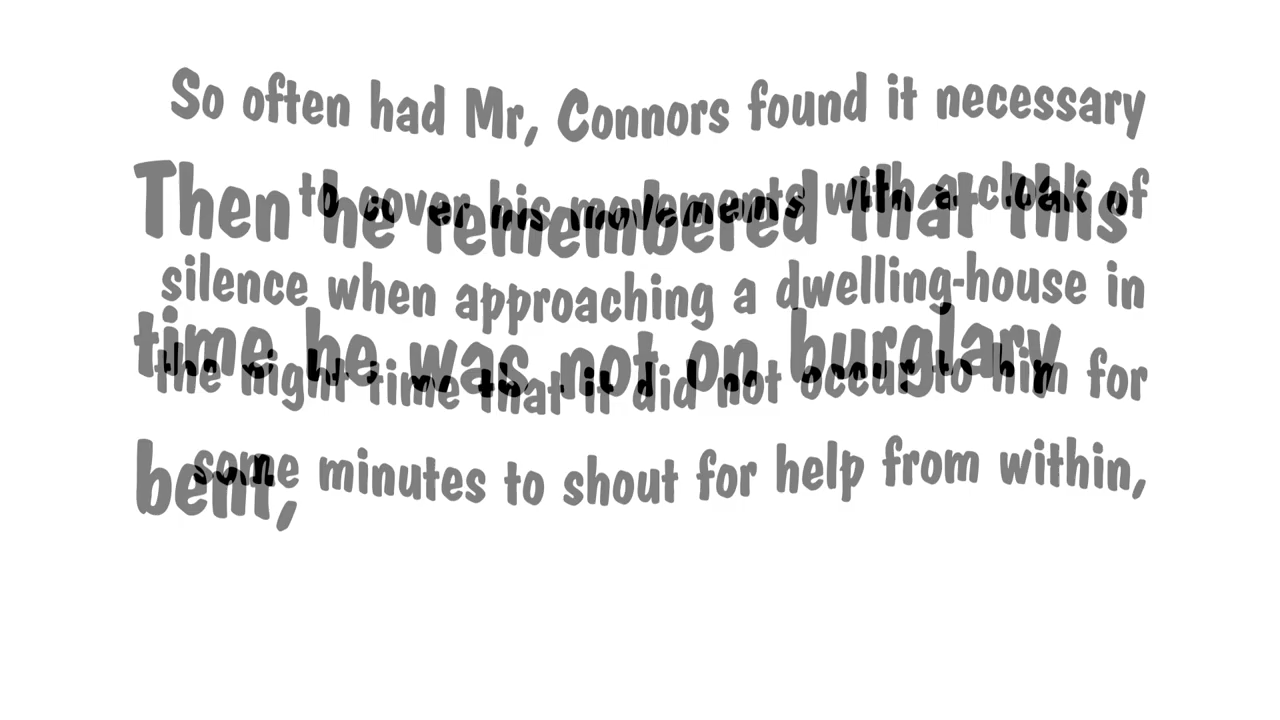 So often had Mr, Connors found it necessary
to cover his movements with a cloak of
silence when approaching a dwelling-house in
the night-time that it did not occur to him for
some minutes to shout for help from within,
Then he remembered that this
time he was not on burglary
bent,